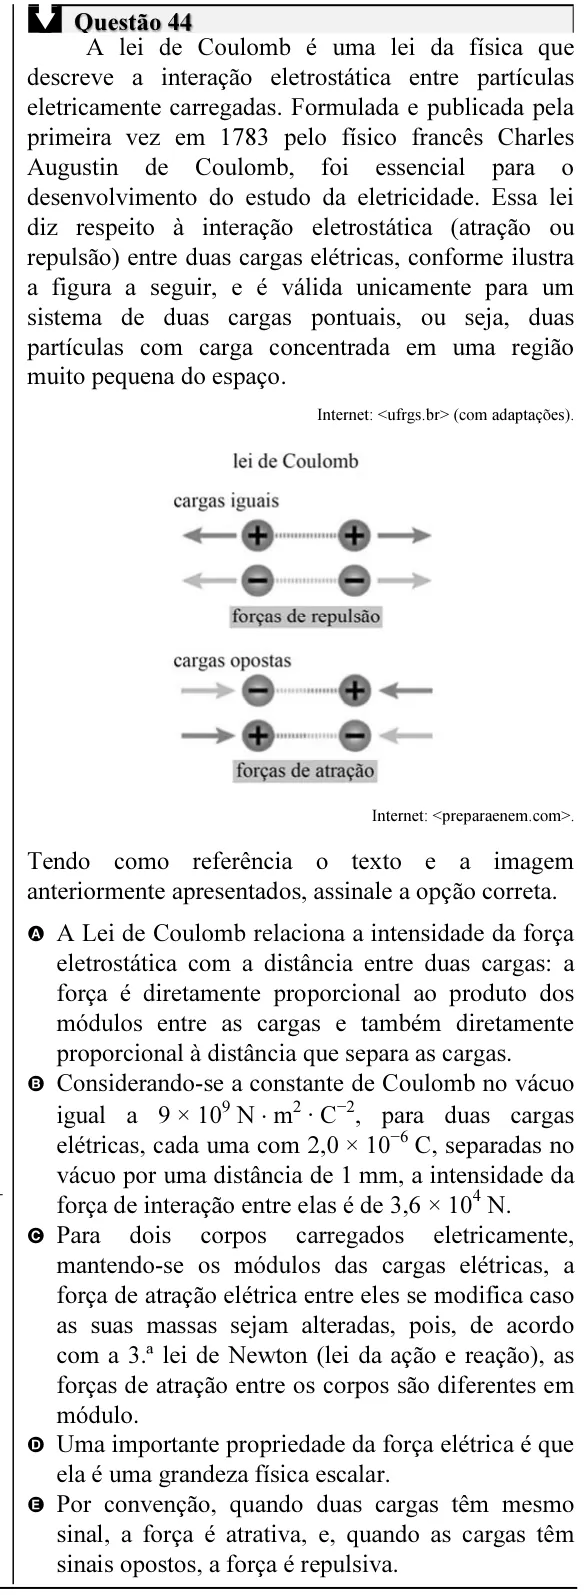 Questão 44
A lei de Coulomb é uma lei da física que
descreve a interação eletrostática entre partículas
eletricamente carregadas. Formulada e publicada pela
primeira vez em 1783 pelo físico francês Charles
Augustin de Coulomb, foi essencial para o
desenvolvimento do estudo da eletricidade. Essa lei
diz respeito à interação eletrostática (atração ou
repulsão) entre duas cargas elétricas, conforme ilustra
a figura a seguir, e é válida unicamente para um
sistema de duas cargas pontuais, ou seja, duas
partículas com carga concentrada em uma região
muito pequena do espaço.
Internet: <ufrgs.br> (com adaptações).
lei de Coulomb
cargas iguais
+ +
− −
forças de repulsão
cargas opostas
− +
+ −
forças de atração
Internet: <preparaenem.com>.
Tendo como referência o texto e a imagem
anteriormente apresentados, assinale a opção correta.
A A Lei de Coulomb relaciona a intensidade da força
eletrostática com a distância entre duas cargas: a
força é diretamente proporcional ao produto dos
módulos entre as cargas e também diretamente
proporcional à distância que separa as cargas.
B Considerando-se a constante de Coulomb no vácuo
igual a 9 × 10⁹ N · m² · C⁻², para duas cargas
elétricas, cada uma com 2,0 × 10⁻⁶ C, separadas no
vácuo por uma distância de 1 mm, a intensidade da
força de interação entre elas é de 3,6 × 10⁴ N.
C Para dois corpos carregados eletricamente,
mantendo-se os módulos das cargas elétricas, a
força de atração elétrica entre eles se modifica caso
as suas massas sejam alteradas, pois, de acordo
com a 3.ª lei de Newton (lei da ação e reação), as
forças de atração entre os corpos são diferentes em
módulo.
D Uma importante propriedade da força elétrica é que
ela é uma grandeza física escalar.
E Por convenção, quando duas cargas têm mesmo
sinal, a força é atrativa, e, quando as cargas têm
sinais opostos, a força é repulsiva.